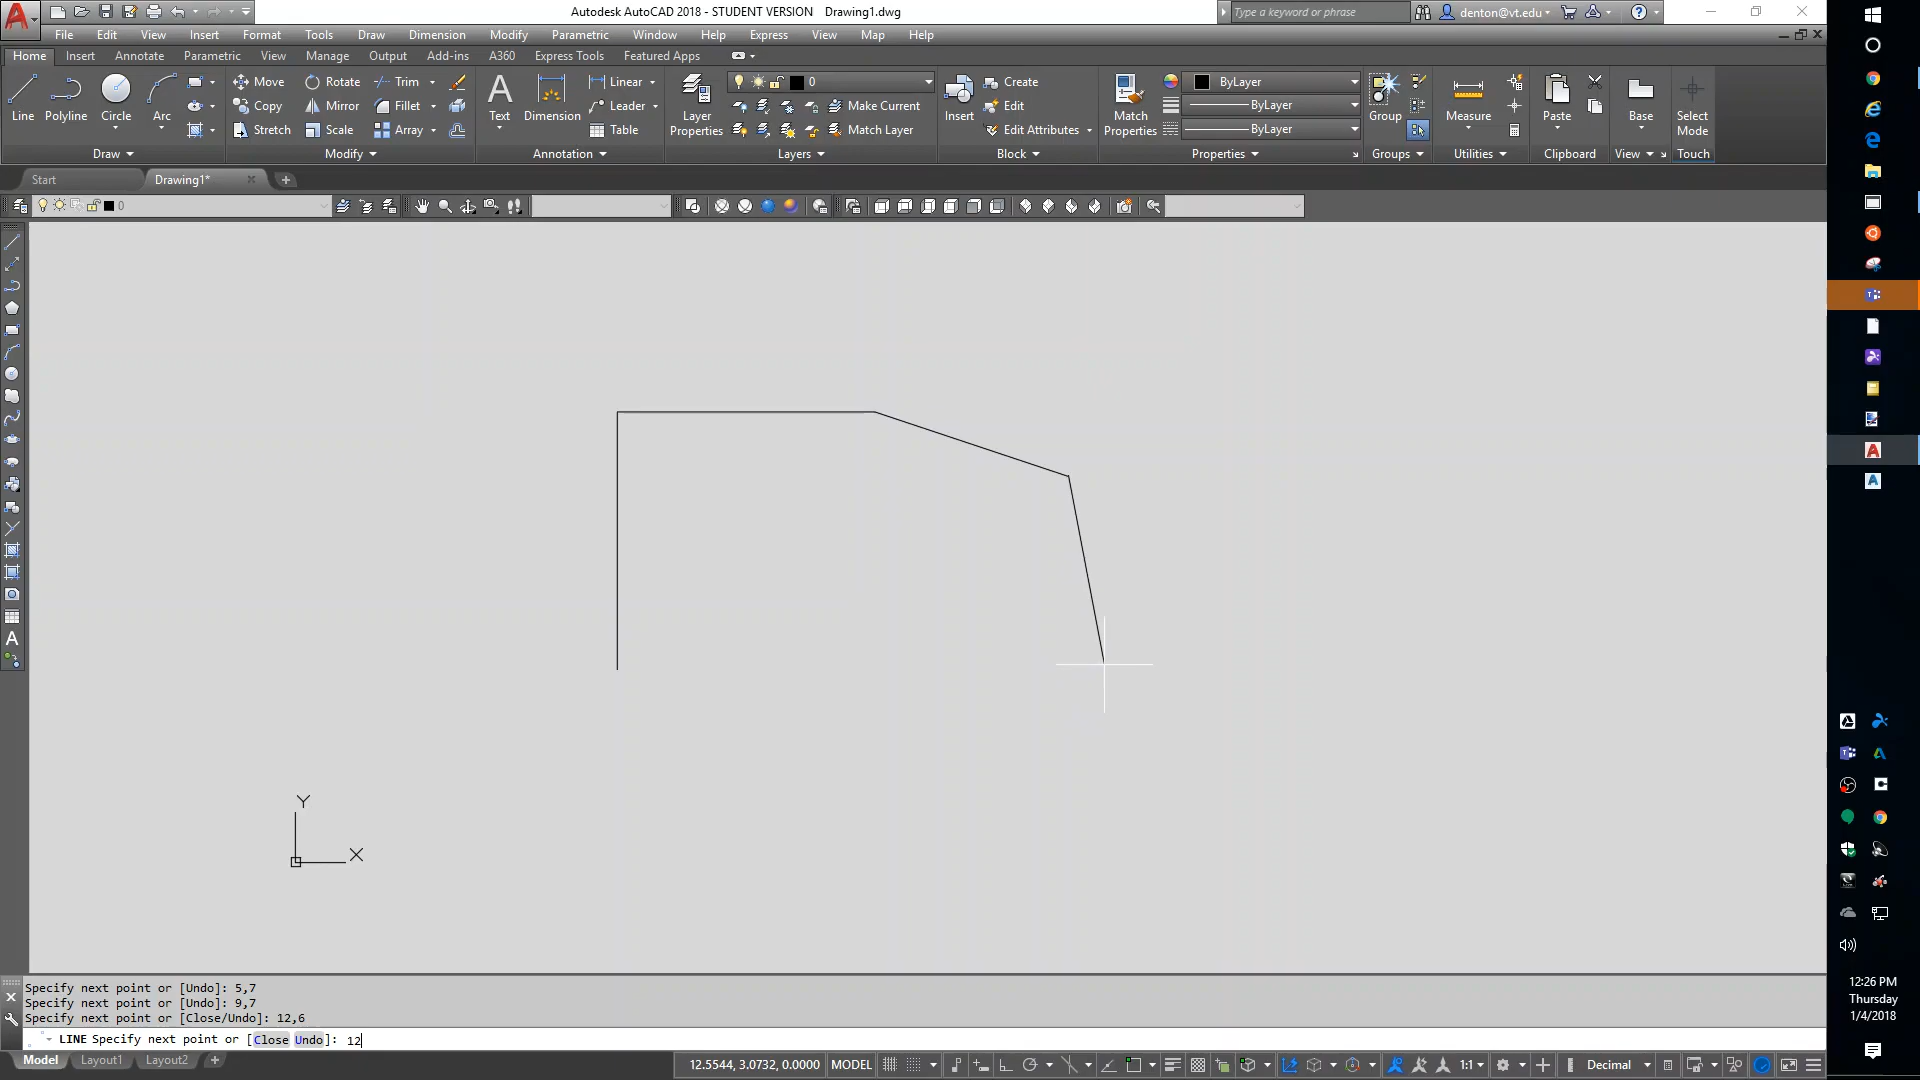 Autodesk AutoCAD 2018 - STUDENT VERSION Drawing1.dwg
Type a keyword or phrase
denton@vt.edu
File Edit View Insert Format Tools Draw Dimension Modify Parametric Window Help Express View Map Help
Home Insert Annotate Parametric View Manage Output Add-ins A360 Express Tools Featured Apps
Line Polyline Circle Arc
Move Rotate Trim
Copy Mirror Fillet
Stretch Scale Array
Text Dimension
Linear
Leader
Table
Layer Properties
0
Make Current
Match Layer
Insert
Create
Edit
Edit Attributes
Match Properties
ByLayer
ByLayer
ByLayer
Group
Measure
Paste
Base
Select Mode
Draw Modify Annotation Layers Block Properties Groups Utilities Clipboard View Touch
Start Drawing1*
0
Y
X
Specify next point or [Undo]: 5,7
Specify next point or [Undo]: 9,7
Specify next point or [Close/Undo]: 12,6
LINE Specify next point or [Close Undo]: 12
Model Layout1 Layout2
12.5544, 3.0732, 0.0000 MODEL
1:1
Decimal
12:26 PM
Thursday
1/4/2018